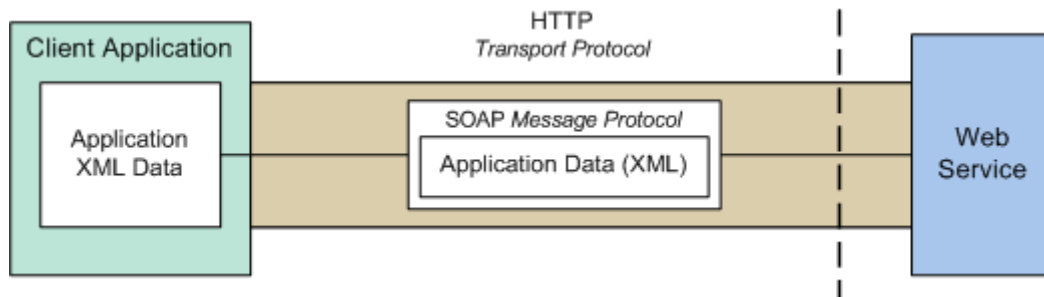 HTTP
Transport Protocol
Client Application
Application
XML Data
SOAP Message Protocol
Application Data (XML)
Web
Service